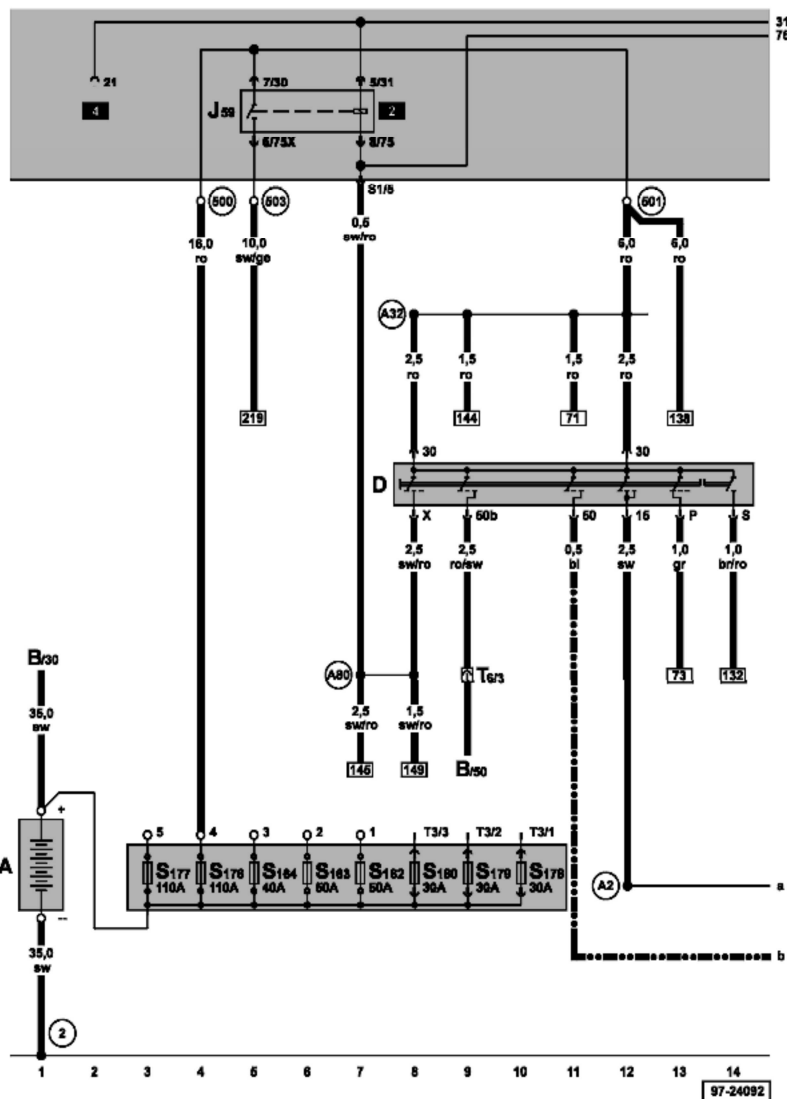 31
75
21
7/30
5/31
4
J59
2
6/75X
8/75
S1/5
500
503
501
16,0
ro
10,0
sw/ge
0,5
sw/ro
6,0
ro
6,0
ro
A32
2,5
ro
1,5
ro
1,5
ro
2,5
ro
219
144
71
138
30
30
D
X
50b
50
15
P
S
2,5
sw/ro
2,5
ro/sw
0,5
bl
2,5
sw
1,0
gr
1,0
br/ro
B/30
A80
T6/3
73
132
35,0
sw
2,5
sw/ro
1,5
sw/ro
145
149
B/50
+
5
4
3
2
1
T3/3
T3/2
T3/1
A
S177
110A
S176
110A
S164
40A
S163
50A
S162
50A
S180
30A
S179
30A
S178
30A
A2
a
--
35,0
sw
b
2
1 2 3 4 5 6 7 8 9 10 11 12 13 14
97-24092